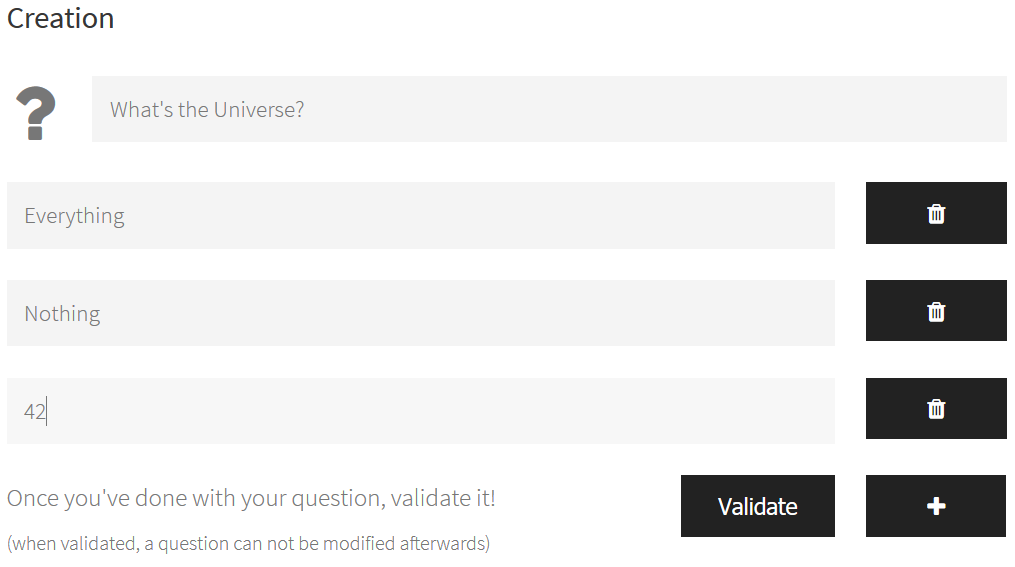 Creation
What's the Universe?
Everything
Nothing
42
Once you've done with your question, validate it!
Validate
(when validated, a question can not be modified afterwards)